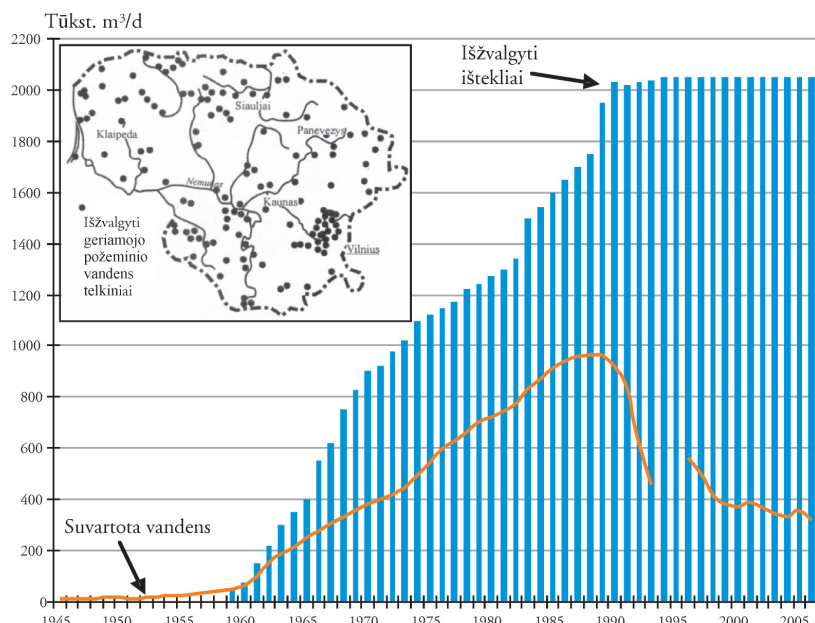 Tūkst. m³/d
2200
2000
1800
1600
1400
1200
1000
800
600
400
200
0
Išžvalgyti
ištekliai
Siauliai
Klaipeda
Panevezys
Nemunas
Kaunas
Vilnius
Išžvalgyti
geriamojo
požeminio
vandens
telkiniai
Suvartota vandens
1945 1950 1955 1960 1965 1970 1975 1980 1985 1990 1995 2000 2005